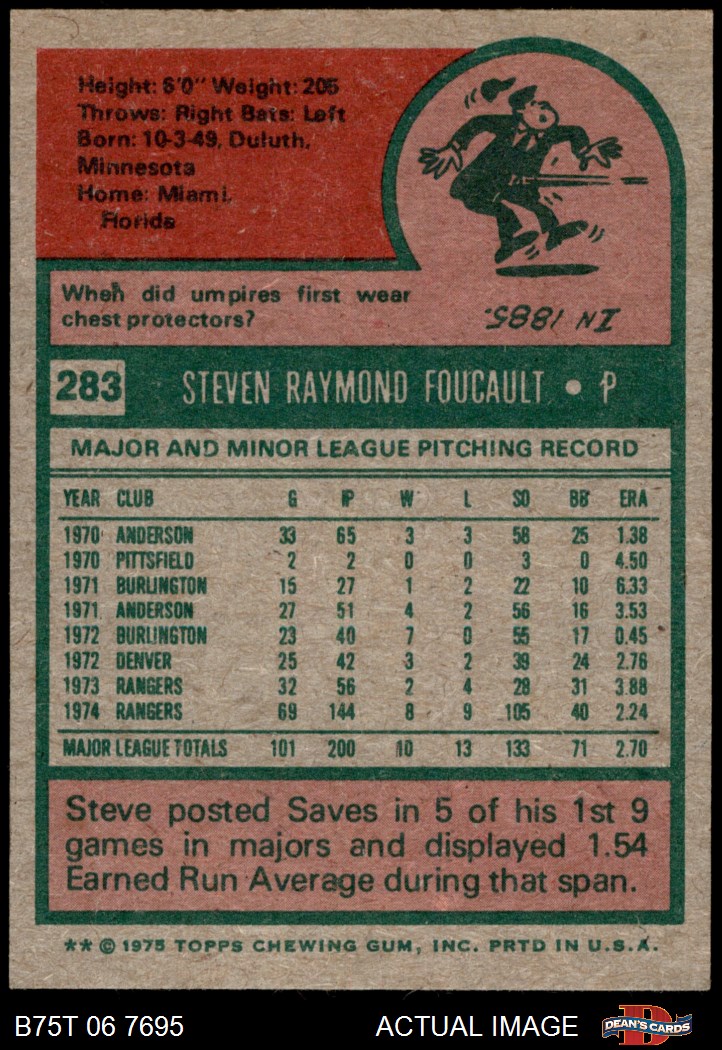 Height: 6'0" Weight: 205
Throws: Right Bats: Left
Born: 10-3-49, Duluth,
Minnesota
Home: Miami,
Florida
When did umpires first wear
chest protectors?
IN 1885.
283 STEVEN RAYMOND FOUCAULT • P
MAJOR AND MINOR LEAGUE PITCHING RECORD
YEAR CLUB G IP W L SO BB ERA
1970 ANDERSON 33 65 3 3 58 25 1.38
1970 PITTSFIELD 2 2 0 0 3 0 4.50
1971 BURLINGTON 15 27 1 2 22 10 6.33
1971 ANDERSON 27 51 4 2 56 16 3.53
1972 BURLINGTON 23 40 7 0 55 17 0.45
1972 DENVER 25 42 3 2 39 24 2.76
1973 RANGERS 32 56 2 4 28 31 3.88
1974 RANGERS 69 144 8 9 105 40 2.24
MAJOR LEAGUE TOTALS 101 200 10 13 133 71 2.70
Steve posted Saves in 5 of his 1st 9
games in majors and displayed 1.54
Earned Run Average during that span.
** © 1975 TOPPS CHEWING GUM, INC. PRTD IN U.S.A.
B75T 06 7695 ACTUAL IMAGE D DEAN'S CARDS